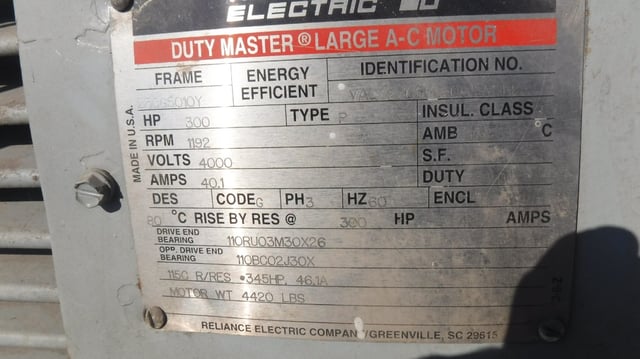 ELECTRIC
DUTY MASTER® LARGE A-C MOTOR
FRAME ENERGY EFFICIENT IDENTIFICATION NO.
HP 300 TYPE P INSUL. CLASS
RPM 1192 AMB C
VOLTS 4000 S.F.
AMPS 40.1 DUTY
DES CODE G PH 3 HZ 60 ENCL
80 °C RISE BY RES @ 300 HP AMPS
DRIVE END BEARING 110RU03M30X26
OPP. DRIVE END BEARING 110BC02J30X
115C R/RES *345HP, 46.1A
MOTOR WT 4420 LBS
RELIANCE ELECTRIC COMPANY/GREENVILLE, SC 29615
MADE IN U.S.A.